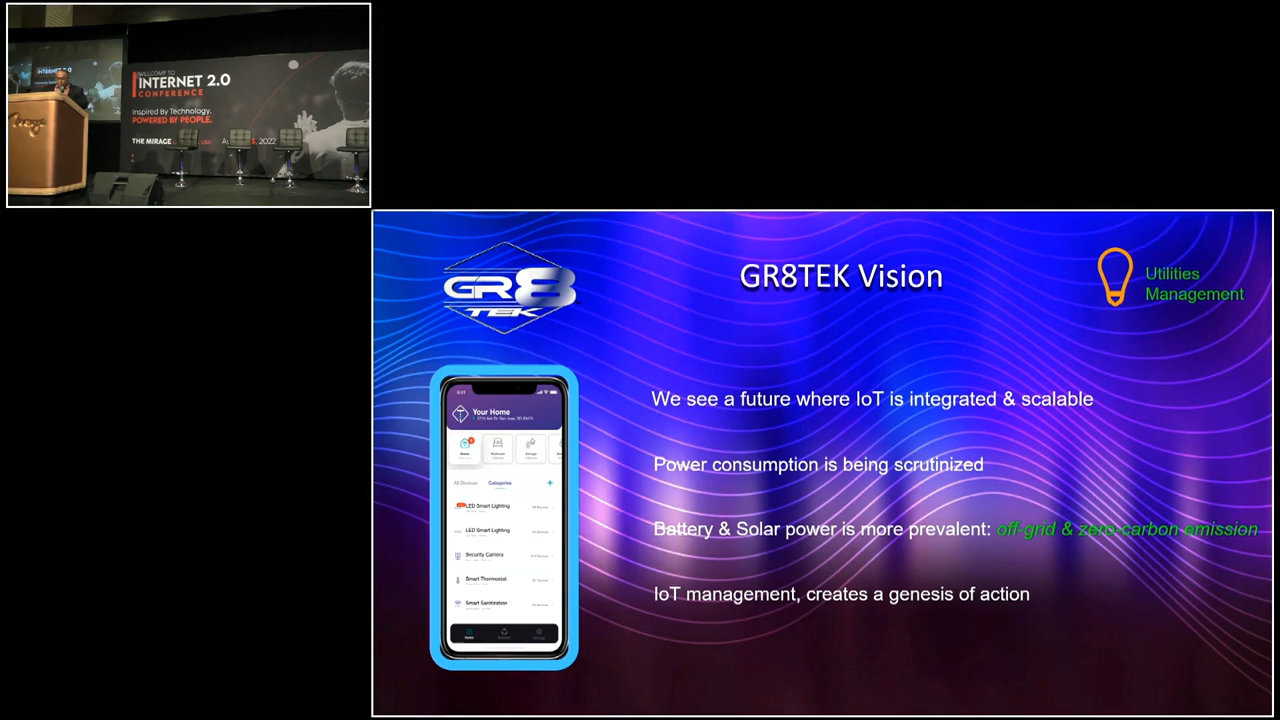 WELCOME TO
INTERNET 2.0
CONFERENCE
Inspired By Technology.
POWERED BY PEOPLE.
THE MIRAGE
2022
Mirage
GR8
TEK
GR8TEK Vision
Utilities
Management
We see a future where IoT is integrated & scalable
Power consumption is being scrutinized
Battery & Solar power is more prevalent: off-grid & zero-carbon emission
IoT management, creates a genesis of action
Your Home
All Devices Categories +
LED Smart Lighting
LED Smart Lighting
Security Camera
Smart Thermostat
Smart Sanitization
Home